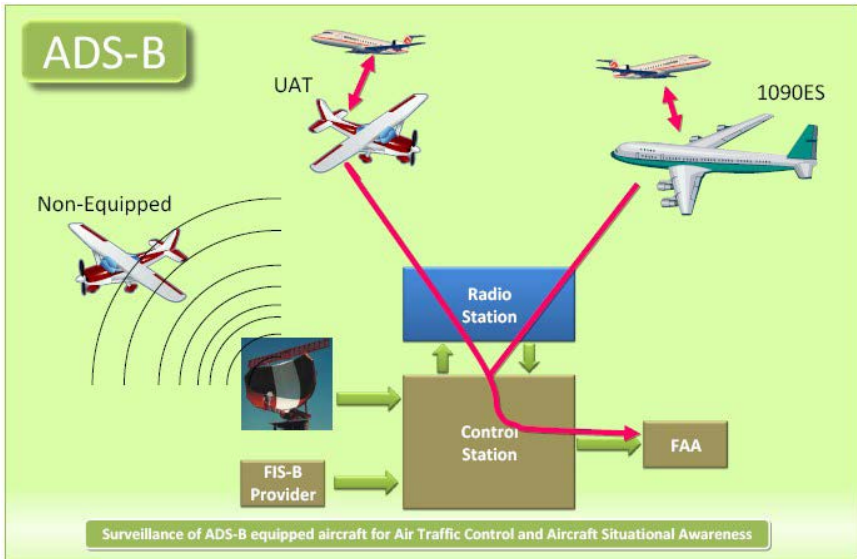 ADS-B
UAT
1090ES
Non-Equipped
Radio
Station
Control
Station
FAA
FIS-B
Provider
Surveillance of ADS-B equipped aircraft for Air Traffic Control and Aircraft Situational Awareness